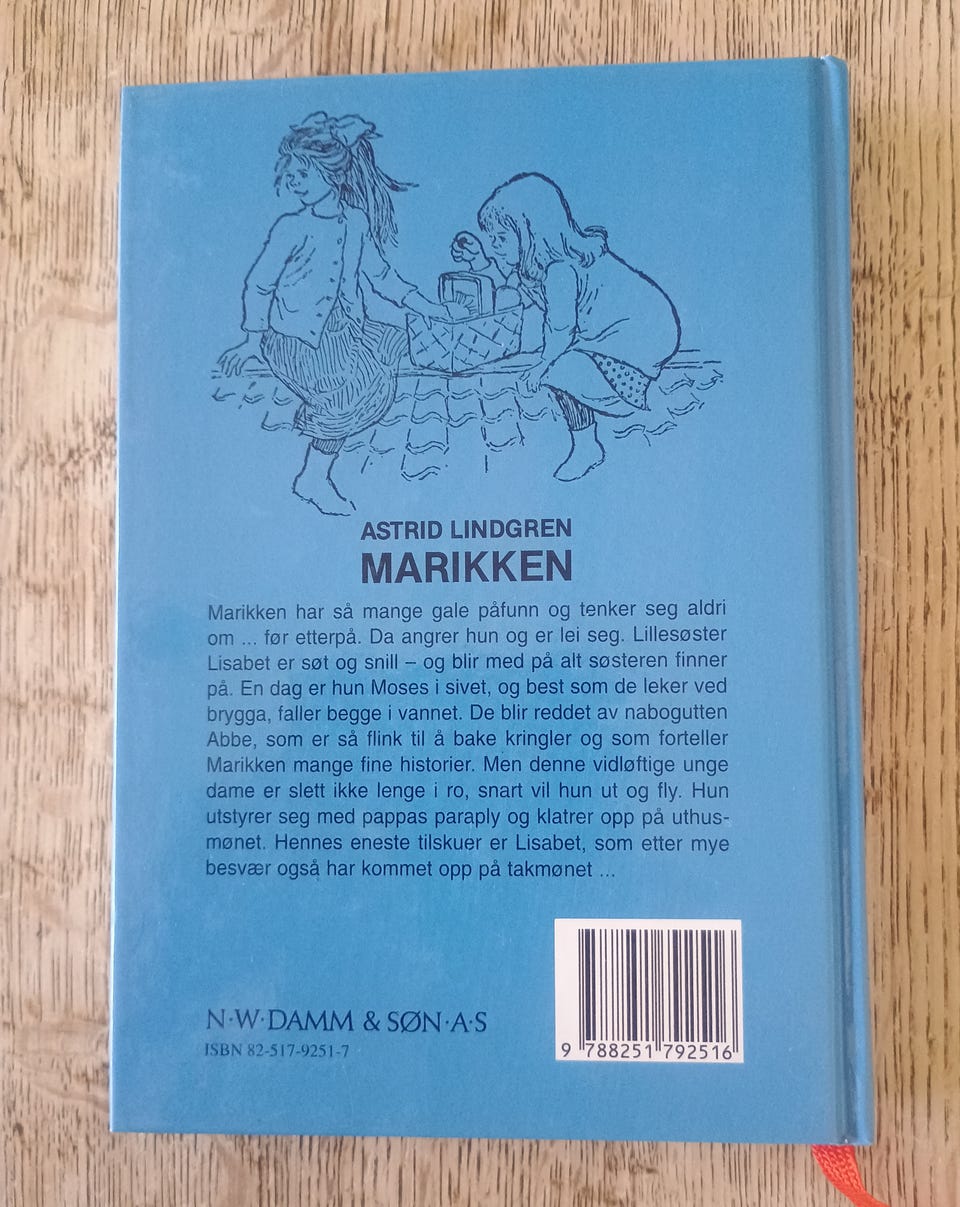 ASTRID LINDGREN
MARIKKEN
Marikken har så mange gale påfunn og tenker seg aldri
om ... før etterpå. Da angrer hun og er lei seg. Lillesøster
Lisabet er søt og snill – og blir med på alt søsteren finner
på. En dag er hun Moses i sivet, og best som de leker ved
brygga, faller begge i vannet. De blir reddet av nabogutten
Abbe, som er så flink til å bake kringler og som forteller
Marikken mange fine historier. Men denne vidløftige unge
dame er slett ikke lenge i ro, snart vil hun ut og fly. Hun
utstyrer seg med pappas paraply og klatrer opp på uthus-
mønet. Hennes eneste tilskuer er Lisabet, som etter mye
besvær også har kommet opp på takmønet ...
N·W·DAMM & SØN·A·S
ISBN 82-517-9251-7
9 788251 792516